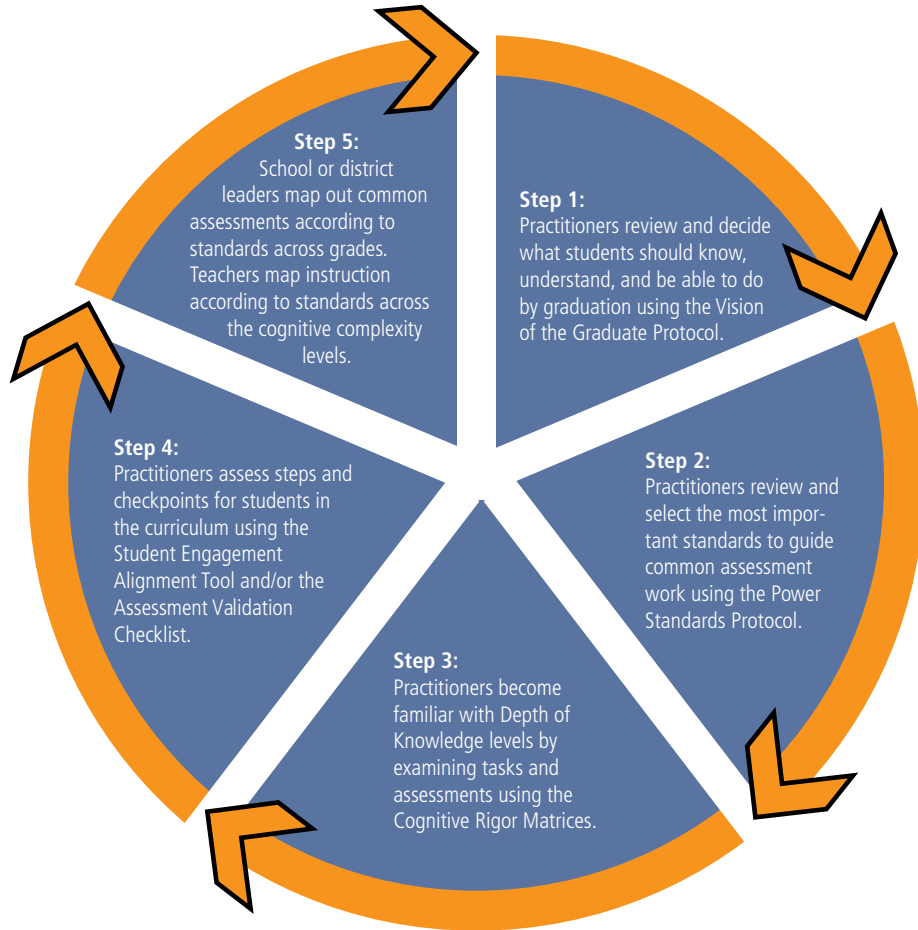 Step 1:
Practitioners review and decide
what students should know,
understand, and be able to do
by graduation using the Vision
of the Graduate Protocol.
Step 2:
Practitioners review and
select the most impor-
tant standards to guide
common assessment
work using the Power
Standards Protocol.
Step 3:
Practitioners become
familiar with Depth of
Knowledge levels by
examining tasks and
assessments using the
Cognitive Rigor Matrices.
Step 4:
Practitioners assess steps and
checkpoints for students in
the curriculum using the
Student Engagement
Alignment Tool and/or the
Assessment Validation
Checklist.
Step 5:
School or district
leaders map out common
assessments according to
standards across grades.
Teachers map instruction
according to standards across
the cognitive complexity
levels.